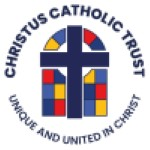 CHRISTUS CATHOLIC TRUST
UNIQUE AND UNITED IN CHRIST